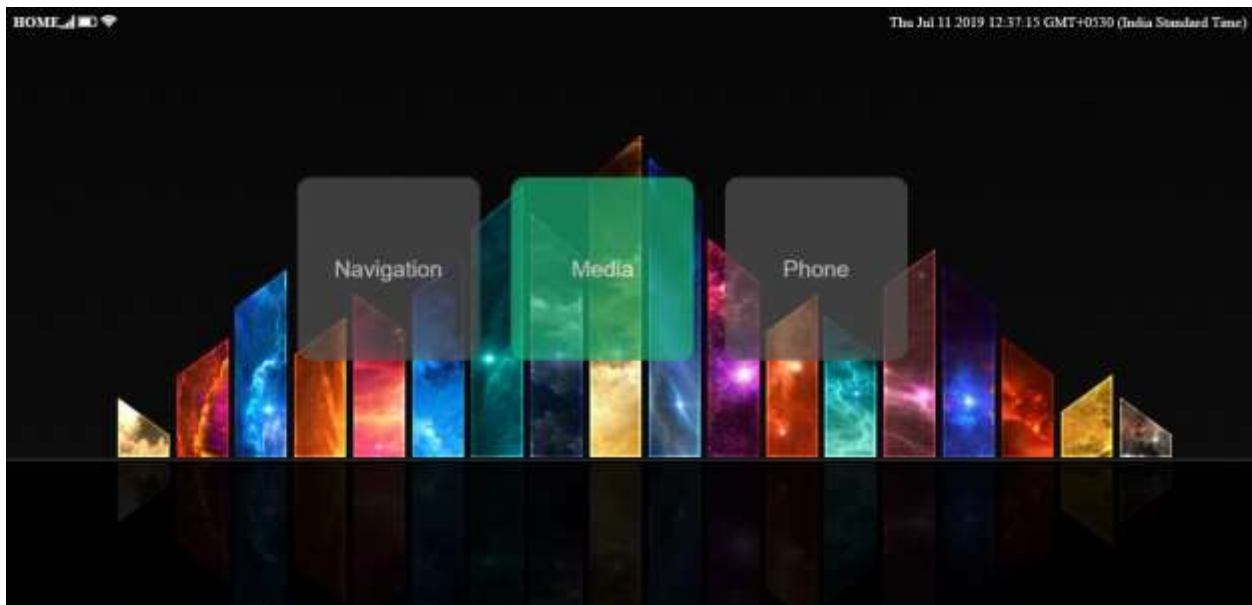 HOME
Thu Jul 11 2019 12:37:15 GMT+0530 (India Standard Time)
Navigation
Media
Phone